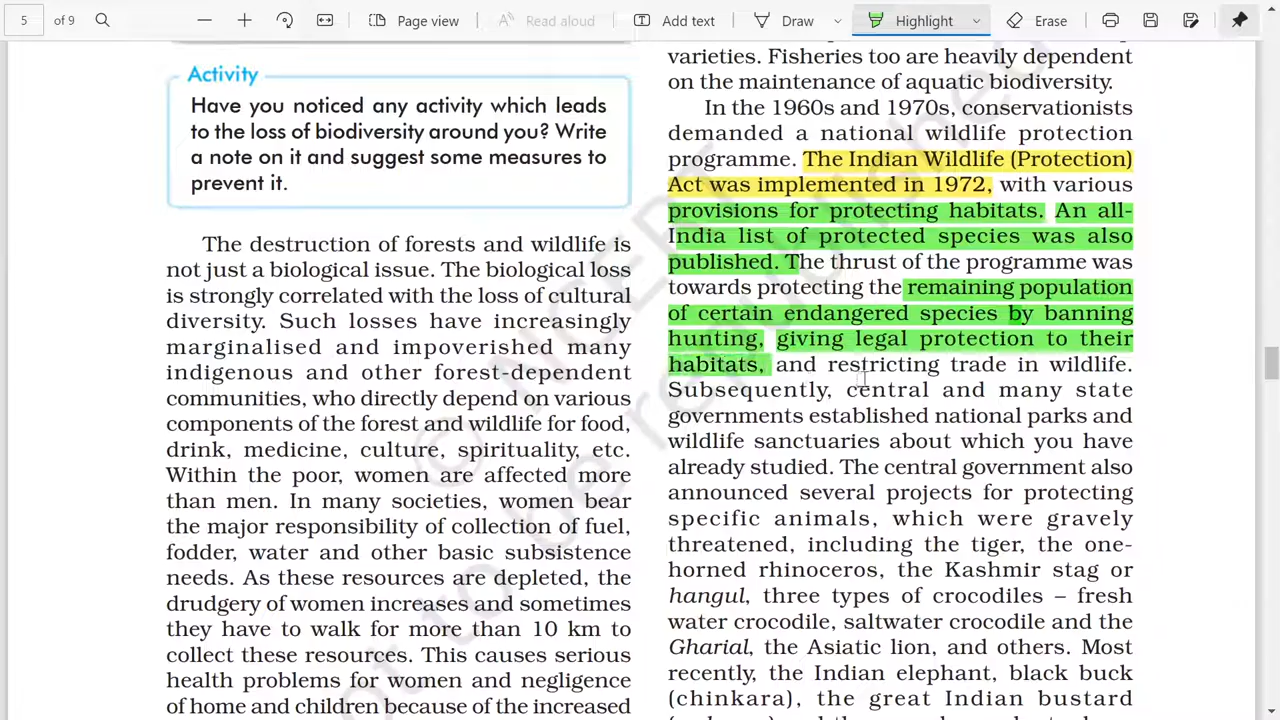 5 of 9
Page view
Read aloud
Add text
Draw
Highlight
Erase
Activity
Have you noticed any activity which leads
to the loss of biodiversity around you? Write
a note on it and suggest some measures to
prevent it.
The destruction of forests and wildlife is
not just a biological issue. The biological loss
is strongly correlated with the loss of cultural
diversity. Such losses have increasingly
marginalised and impoverished many
indigenous and other forest-dependent
communities, who directly depend on various
components of the forest and wildlife for food,
drink, medicine, culture, spirituality, etc.
Within the poor, women are affected more
than men. In many societies, women bear
the major responsibility of collection of fuel,
fodder, water and other basic subsistence
needs. As these resources are depleted, the
drudgery of women increases and sometimes
they have to walk for more than 10 km to
collect these resources. This causes serious
health problems for women and negligence
of home and children because of the increased
varieties. Fisheries too are heavily dependent
on the maintenance of aquatic biodiversity.
In the 1960s and 1970s, conservationists
demanded a national wildlife protection
programme. The Indian Wildlife (Protection)
Act was implemented in 1972, with various
provisions for protecting habitats. An all-
India list of protected species was also
published. The thrust of the programme was
towards protecting the remaining population
of certain endangered species by banning
hunting, giving legal protection to their
habitats, and restricting trade in wildlife.
Subsequently, central and many state
governments established national parks and
wildlife sanctuaries about which you have
already studied. The central government also
announced several projects for protecting
specific animals, which were gravely
threatened, including the tiger, the one-
horned rhinoceros, the Kashmir stag or
hangul, three types of crocodiles – fresh
water crocodile, saltwater crocodile and the
Gharial, the Asiatic lion, and others. Most
recently, the Indian elephant, black buck
(chinkara), the great Indian bustard
© NCERT
not to be republished